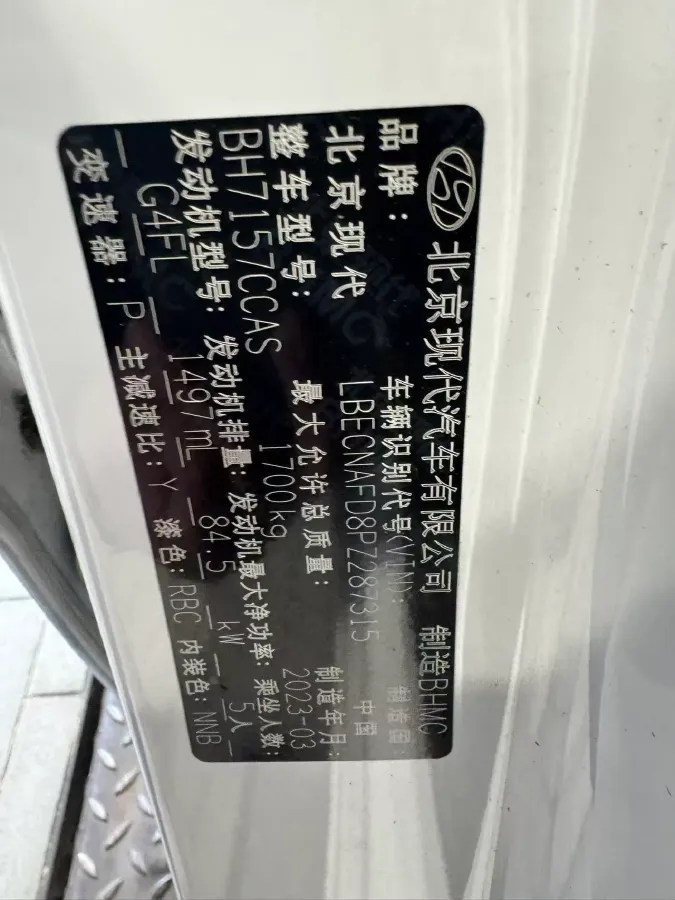 北京现代汽车有限公司 制造BHMC
品牌: 车辆识别代号(VIN): 制造国:
北京现代 LBECNAFD8PZ287315 中国
整车型号: 最大允许总质量: 制造年月:
BH7157CCAS 1700kg 2023-03
发动机型号: 发动机排量: 发动机最大净功率: 乘坐人数:
G4FL 1497mL 84.5 kW 5人
变速器: P 主减速比: Y 漆色: RBC 内装色: NNB